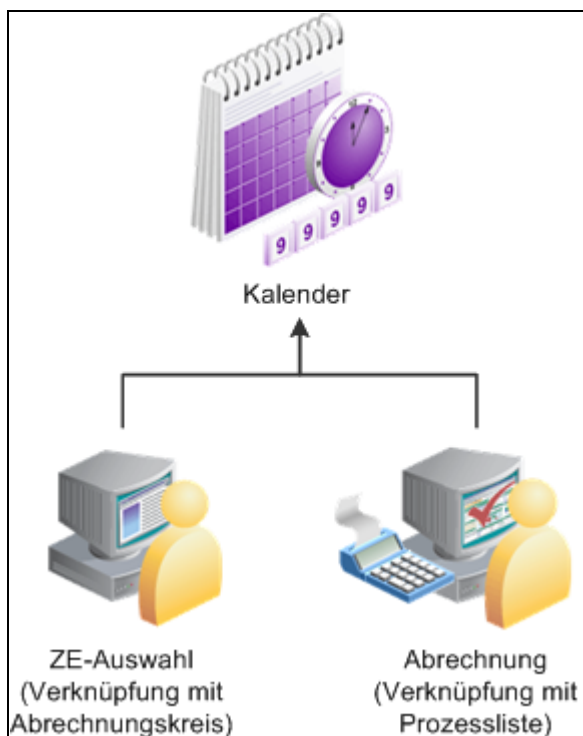 9 9 9 9 9
Kalender
ZE-Auswahl
(Verknüpfung mit
Abrechnungskreis)
Abrechnung
(Verknüpfung mit
Prozessliste)